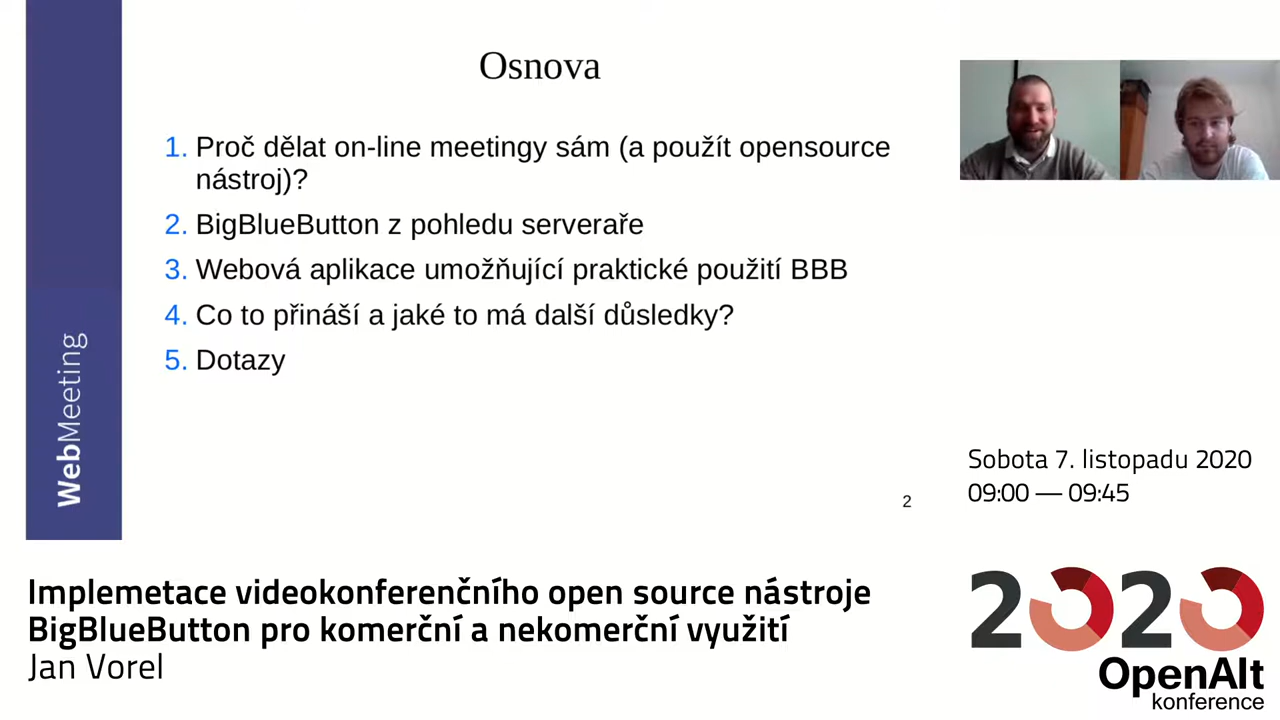 Osnova
1. Proč dělat on-line meetingy sám (a použít opensource
nástroj)?
2. BigBlueButton z pohledu serveraře
3. Webová aplikace umožňující praktické použití BBB
4. Co to přináší a jaké to má další důsledky?
5. Dotazy
WebMeeting
2
Sobota 7. listopadu 2020
09:00 — 09:45
Implemetace videokonferenčního open source nástroje
BigBlueButton pro komerční a nekomerční využití
Jan Vorel
2020
OpenAlt
konference